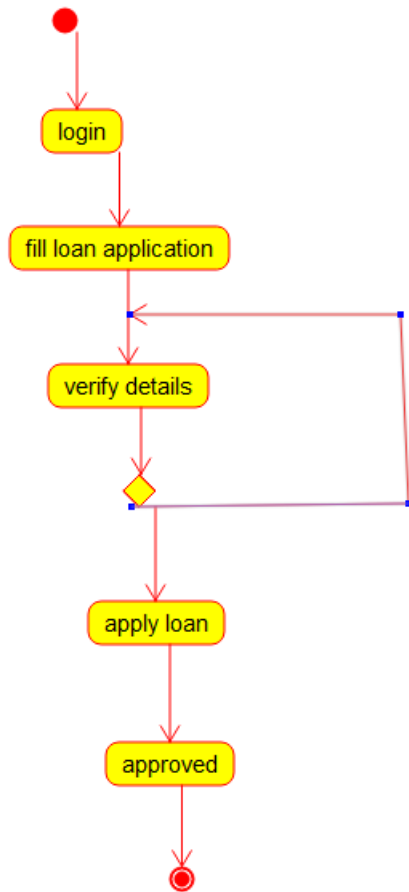 login
fill loan application
verify details
apply loan
approved